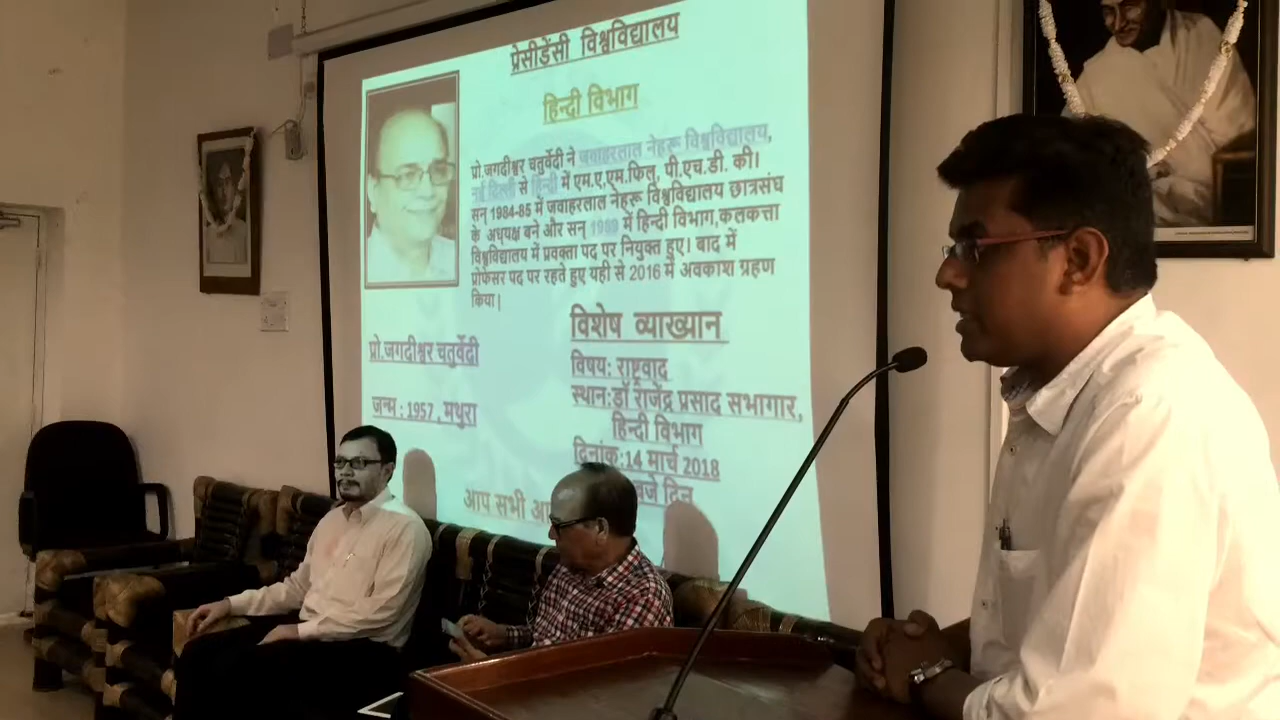 प्रेसीडेंसी विश्वविद्यालय
हिन्दी विभाग
प्रो.जगदीश्वर चतुर्वेदी ने जवाहरलाल नेहरू विश्वविद्यालय,
नई दिल्ली से हिन्दी में एम.ए,एम.फिल, पी.एच.डी. की।
सन् 1984-85 में जवाहरलाल नेहरू विश्वविद्यालय छात्रसंघ
के अध्यक्ष बने और सन् 1989 में हिन्दी विभाग,कलकत्ता
विश्वविद्यालय में प्रवक्ता पद पर नियुक्त हुए। बाद में
प्रोफेसर पद पर रहते हुए यही से 2016 में अवकाश ग्रहण
किया।
प्रो.जगदीश्वर चतुर्वेदी
जन्म : 1957 , मथुरा
विशेष व्याख्यान
विषय: राष्ट्रवाद
स्थान:डॉ राजेंद्र प्रसाद सभागार,
हिन्दी विभाग
दिनांक:14 मार्च 2018
बजे दिन
आप सभी